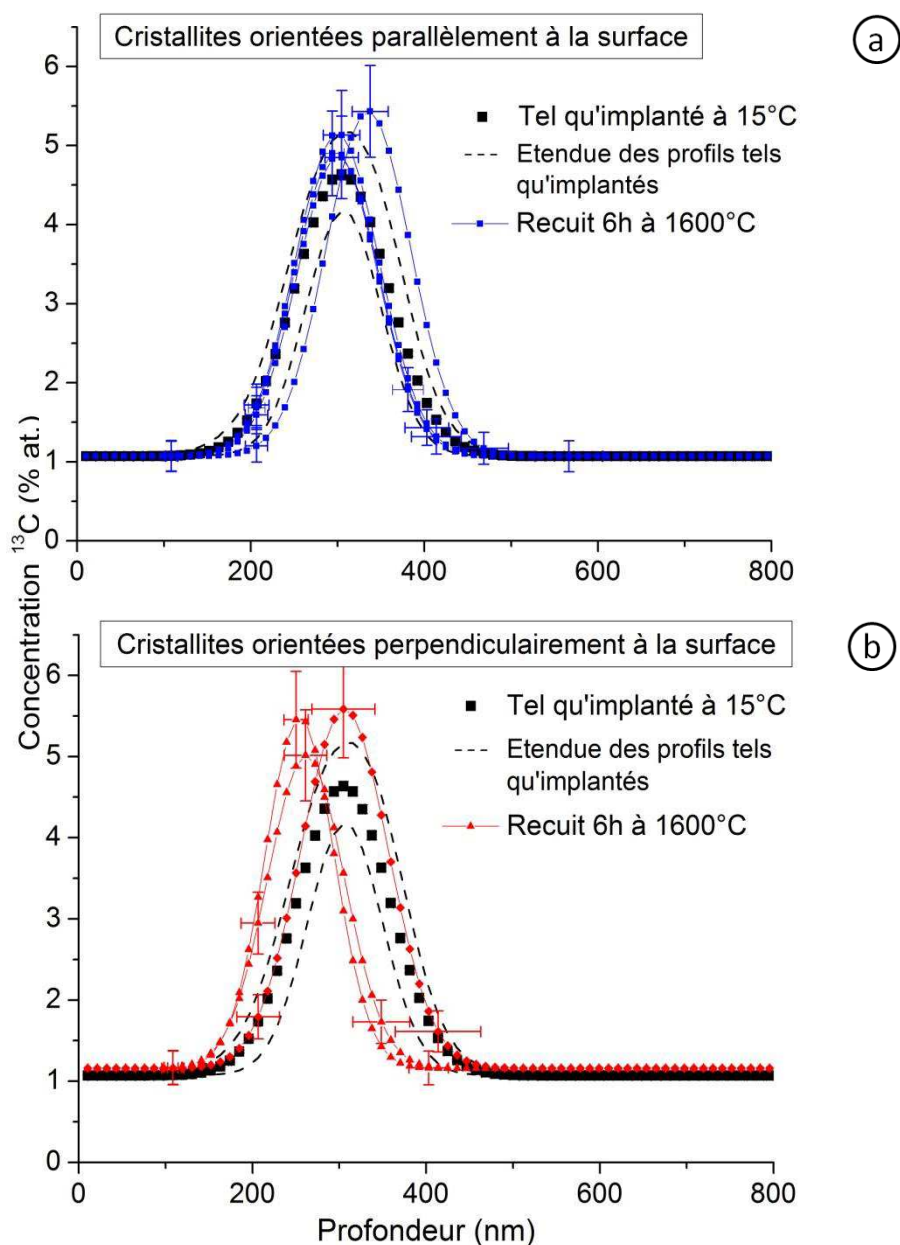 Cristallites orientées parallèlement à la surface
a
6
5
4
3
2
1
0
Tel qu'implanté à 15°C
Etendue des profils tels
qu'implantés
Recuit 6h à 1600°C
0 200 400 600 800
Concentration ¹³C (% at.)
Cristallites orientées perpendiculairement à la surface
b
6
5
4
3
2
1
0
Tel qu'implanté à 15°C
Etendue des profils tels
qu'implantés
Recuit 6h à 1600°C
0 200 400 600 800
Profondeur (nm)